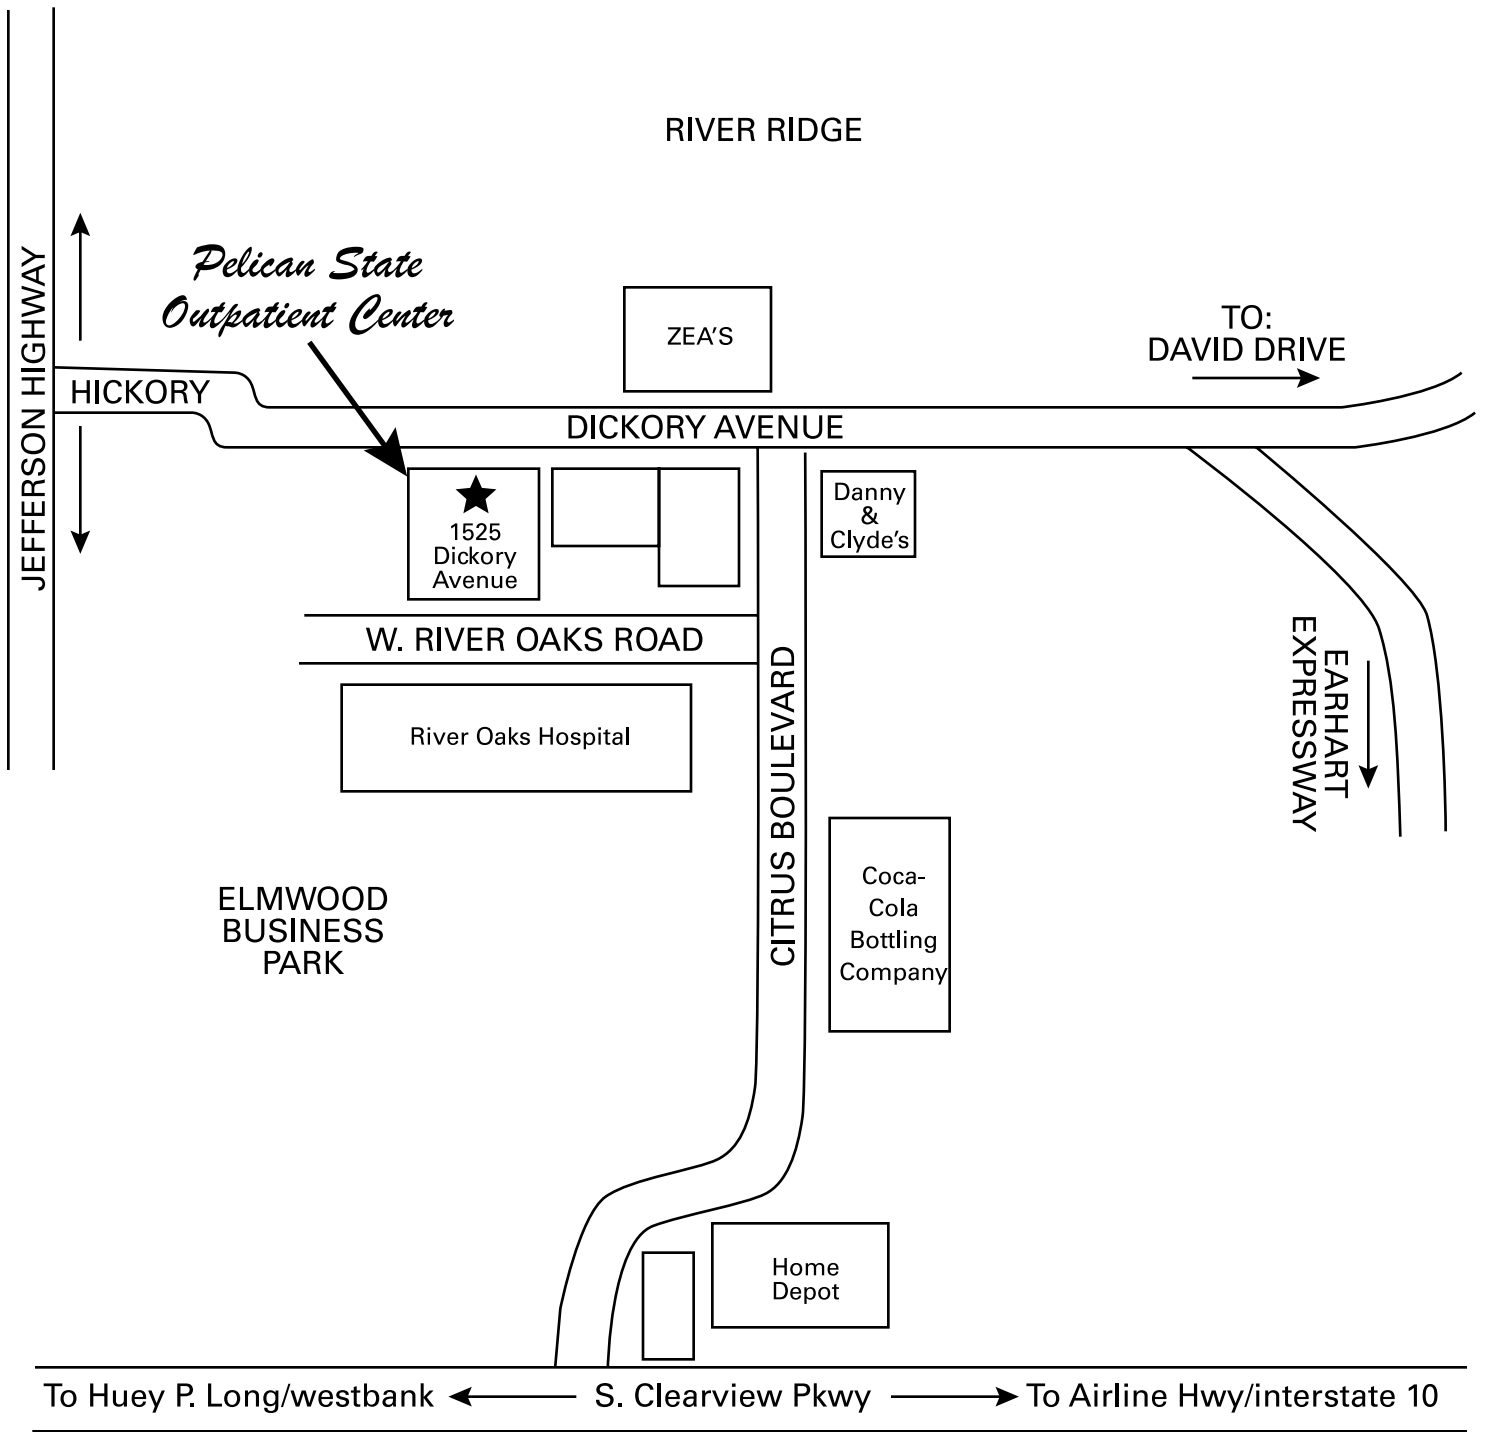 RIVER RIDGE
Pelican State
Outpatient Center
JEFFERSON HIGHWAY
ZEA'S
TO:
DAVID DRIVE
HICKORY
DICKORY AVENUE
1525
Dickory
Avenue
Danny
&
Clyde's
W. RIVER OAKS ROAD
River Oaks Hospital
CITRUS BOULEVARD
EARHART
EXPRESSWAY
Coca-
Cola
Bottling
Company
ELMWOOD
BUSINESS
PARK
Home
Depot
To Huey P. Long/westbank S. Clearview Pkwy To Airline Hwy/interstate 10